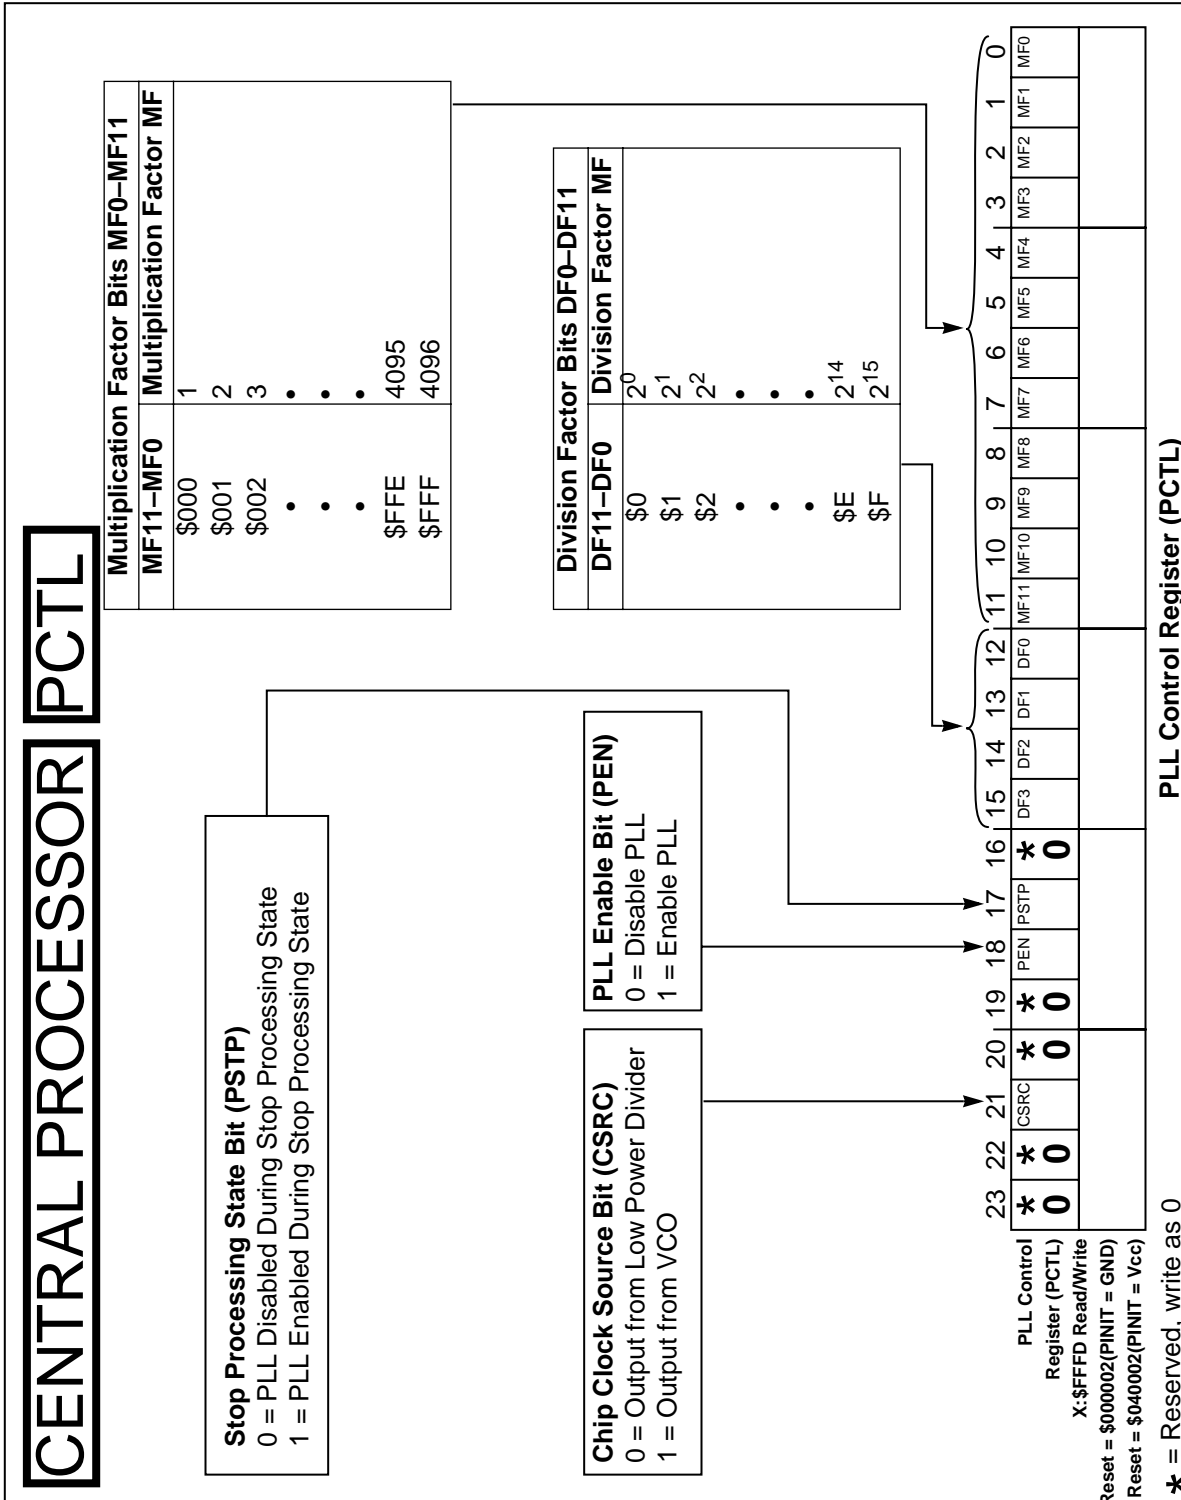 CENTRAL PROCESSOR PCTL
Stop Processing State Bit (PSTP)
0 = PLL Disabled During Stop Processing State
1 = PLL Enabled During Stop Processing State
Multiplication Factor Bits MF0–MF11
MF11–MF0 Multiplication Factor MF
$000 1
$001 2
$002 3
• •
• •
• •
$FFE 4095
$FFF 4096
Chip Clock Source Bit (CSRC)
0 = Output from Low Power Divider
1 = Output from VCO
PLL Enable Bit (PEN)
0 = Disable PLL
1 = Enable PLL
Division Factor Bits DF0–DF11
DF11–DF0 Division Factor MF
$0 2^0
$1 2^1
$2 2^2
• •
• •
• •
$E 2^14
$F 2^15
23 22 21 20 19 18 17 16 15 14 13 12 11 10 9 8 7 6 5 4 3 2 1 0
PLL Control * * CSRC * * PEN PSTP * DF3 DF2 DF1 DF0 MF11 MF10 MF9 MF8 MF7 MF6 MF5 MF4 MF3 MF2 MF1 MF0
Register (PCTL) 0 0 0 0 0
X:$FFFD Read/Write
Reset = $000002(PINIT = GND)
Reset = $040002(PINIT = Vcc)
PLL Control Register (PCTL)
* = Reserved, write as 0